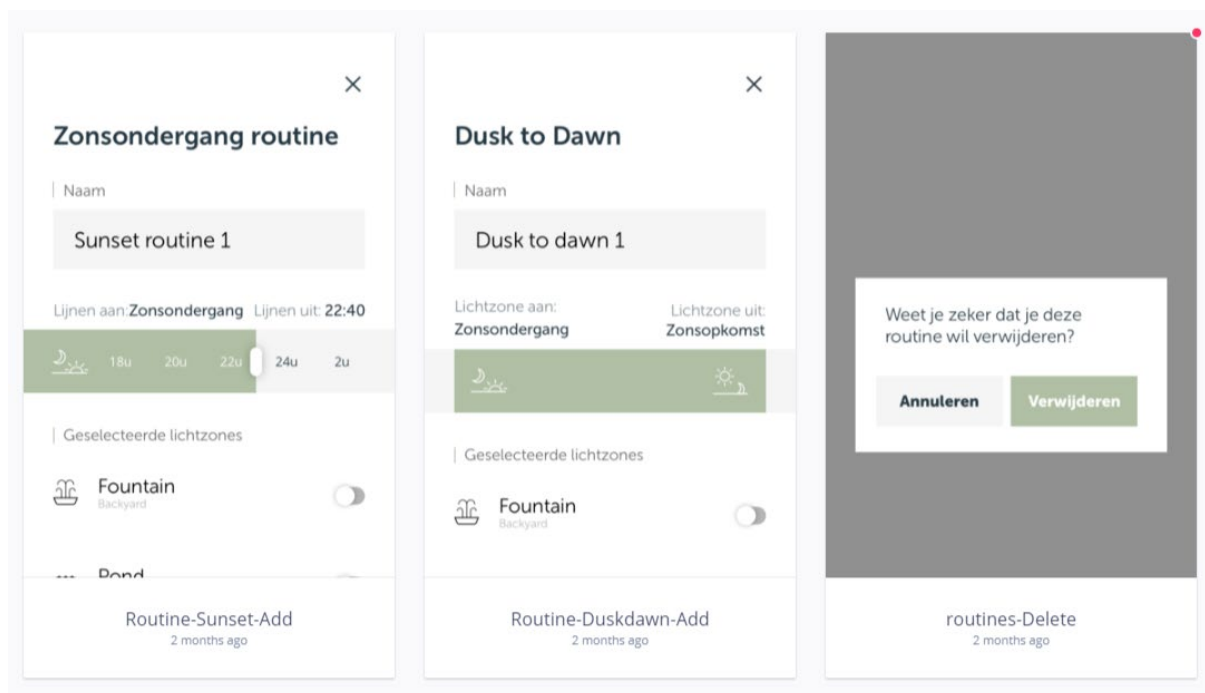 Zonsondergang routine
Naam
Sunset routine 1
Lijnen aan:Zonsondergang Lijnen uit: 22:40
18u 20u 22u 24u 2u
Geselecteerde lichtzones
Fountain
Backyard
Pond
Routine-Sunset-Add
2 months ago
Dusk to Dawn
Naam
Dusk to dawn 1
Lichtzone aan: Lichtzone uit:
Zonsondergang Zonsopkomst
Geselecteerde lichtzones
Fountain
Backyard
Routine-Duskdawn-Add
2 months ago
Weet je zeker dat je deze
routine wil verwijderen?
Annuleren Verwijderen
routines-Delete
2 months ago